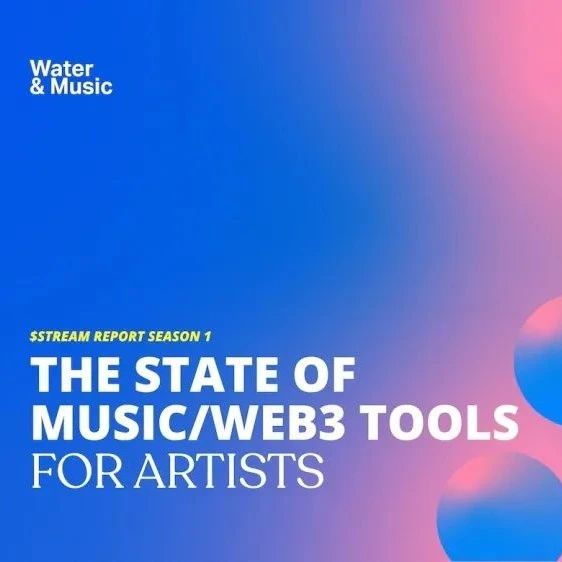 Water
& Music
$STREAM REPORT SEASON 1
THE STATE OF
MUSIC/WEB3 TOOLS
FOR ARTISTS